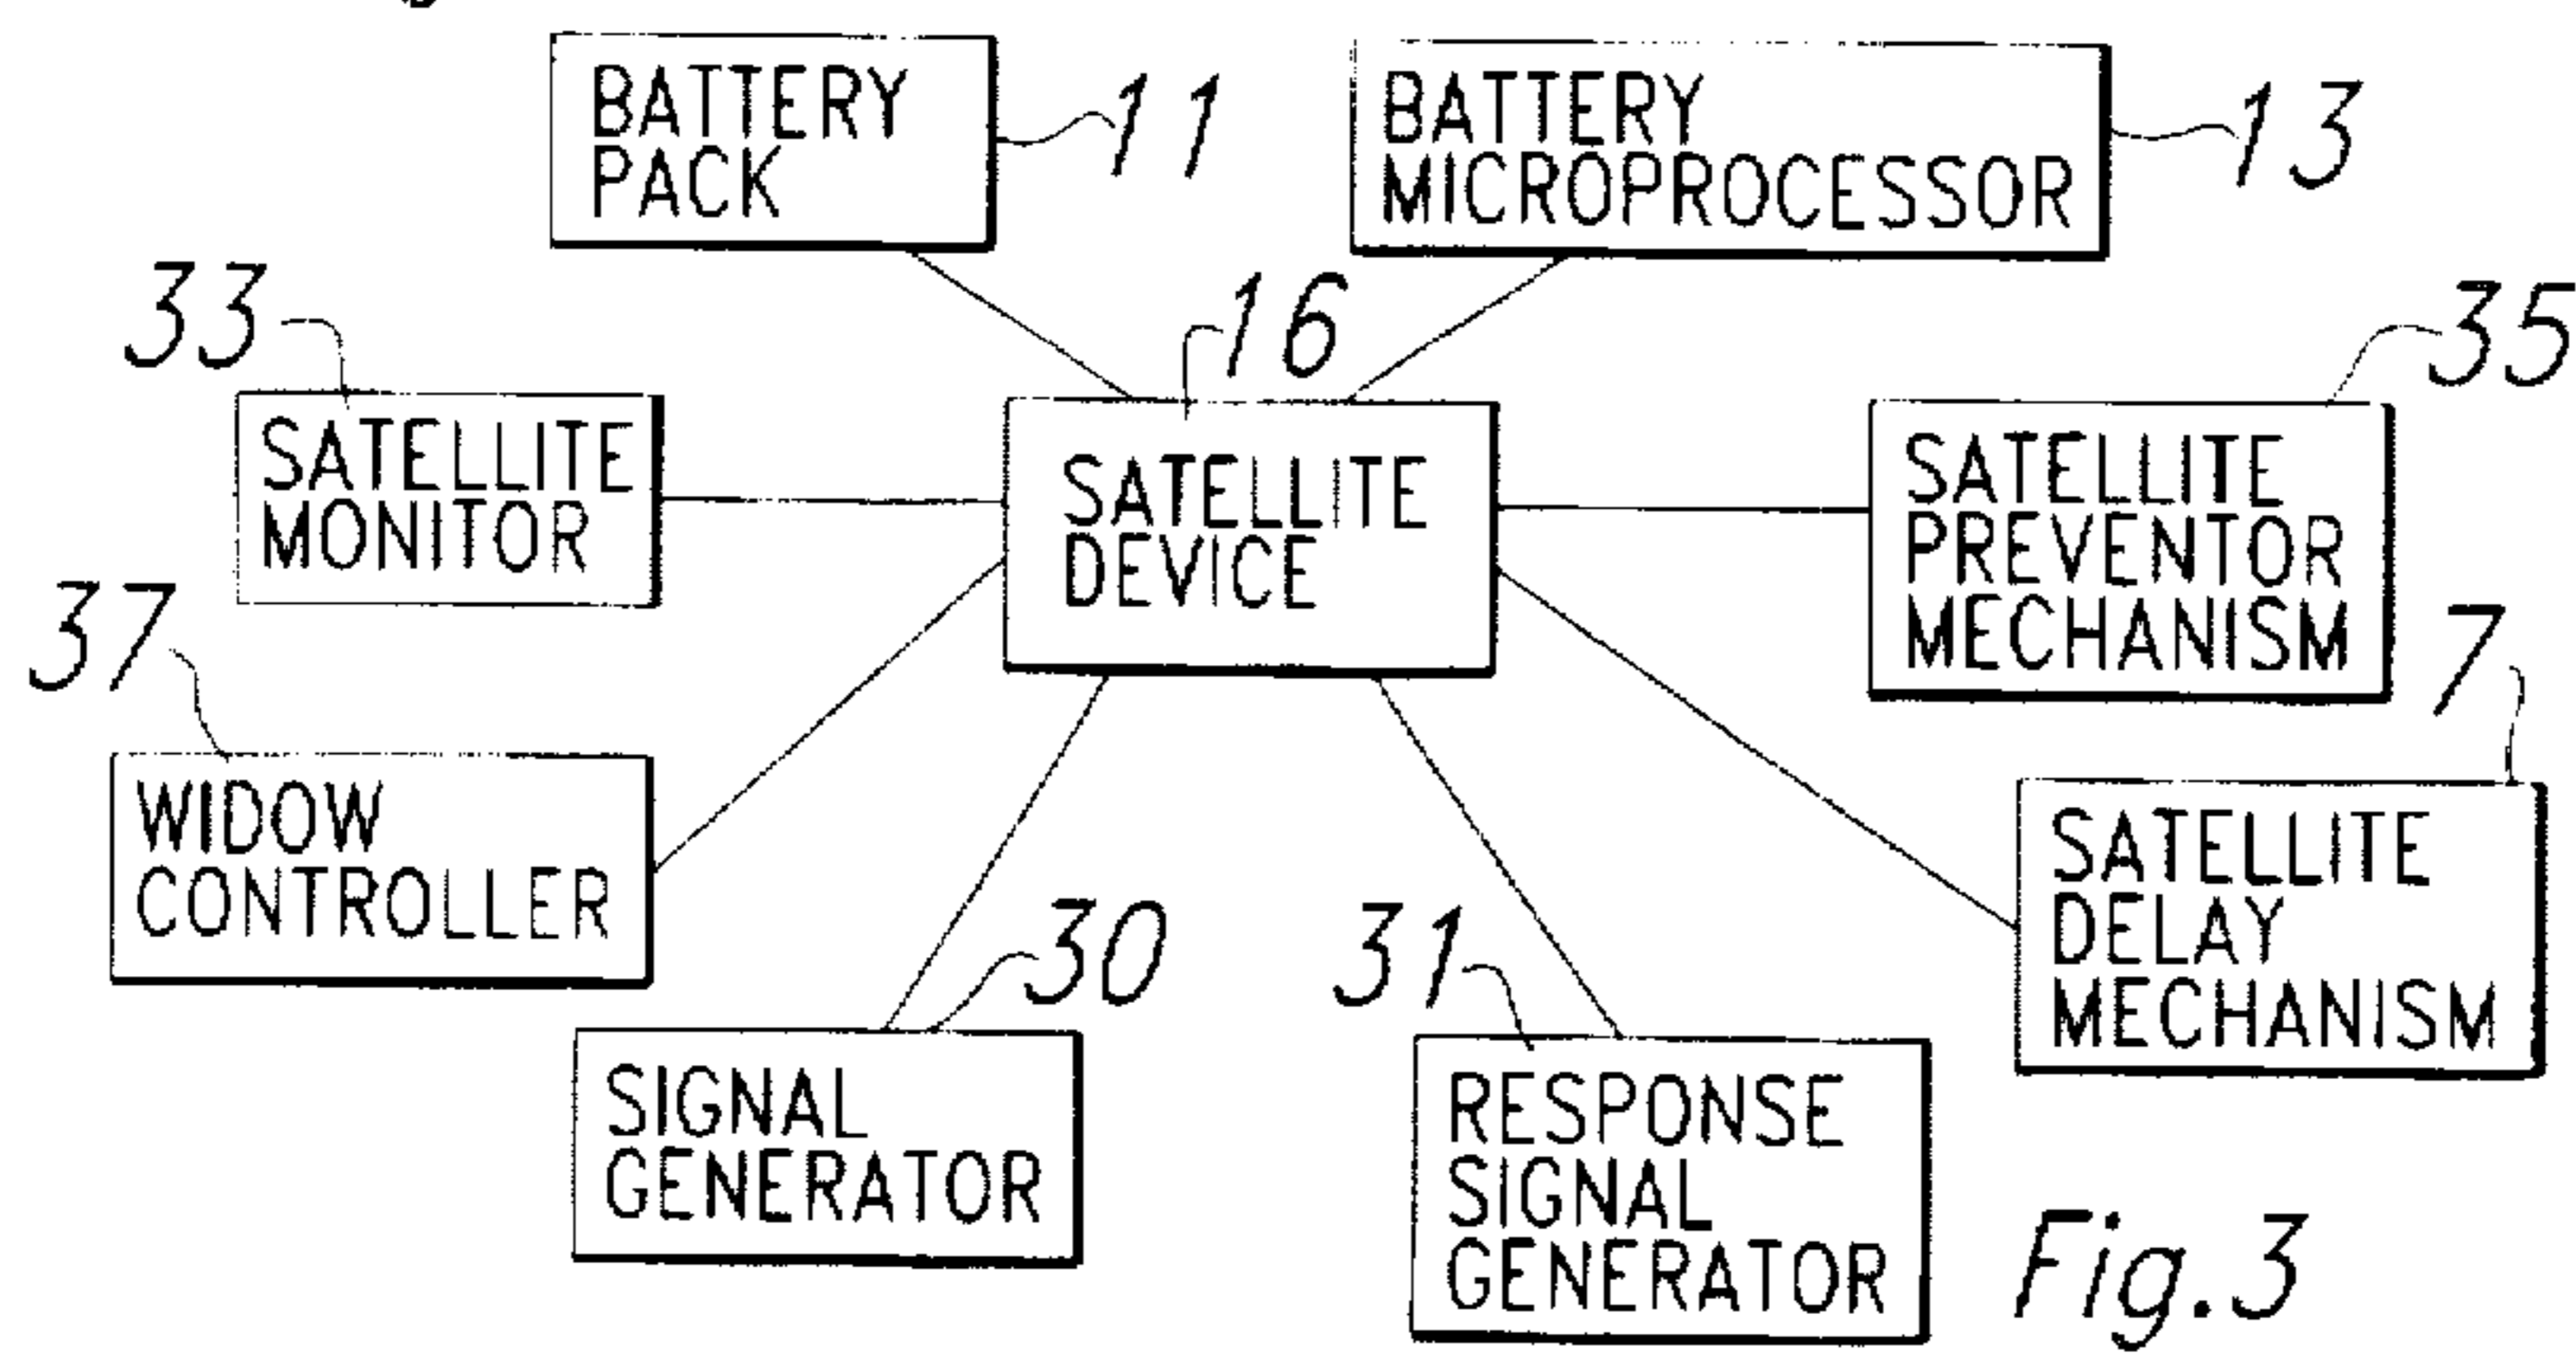 BATTERY
PACK
11
BATTERY
MICROPROCESSOR
13
33
16
35
SATELLITE
MONITOR
SATELLITE
DEVICE
SATELLITE
PREVENTOR
MECHANISM
37
7
WIDOW
CONTROLLER
SATELLITE
DELAY
MECHANISM
30
31
SIGNAL
GENERATOR
RESPONSE
SIGNAL
GENERATOR
Fig.3